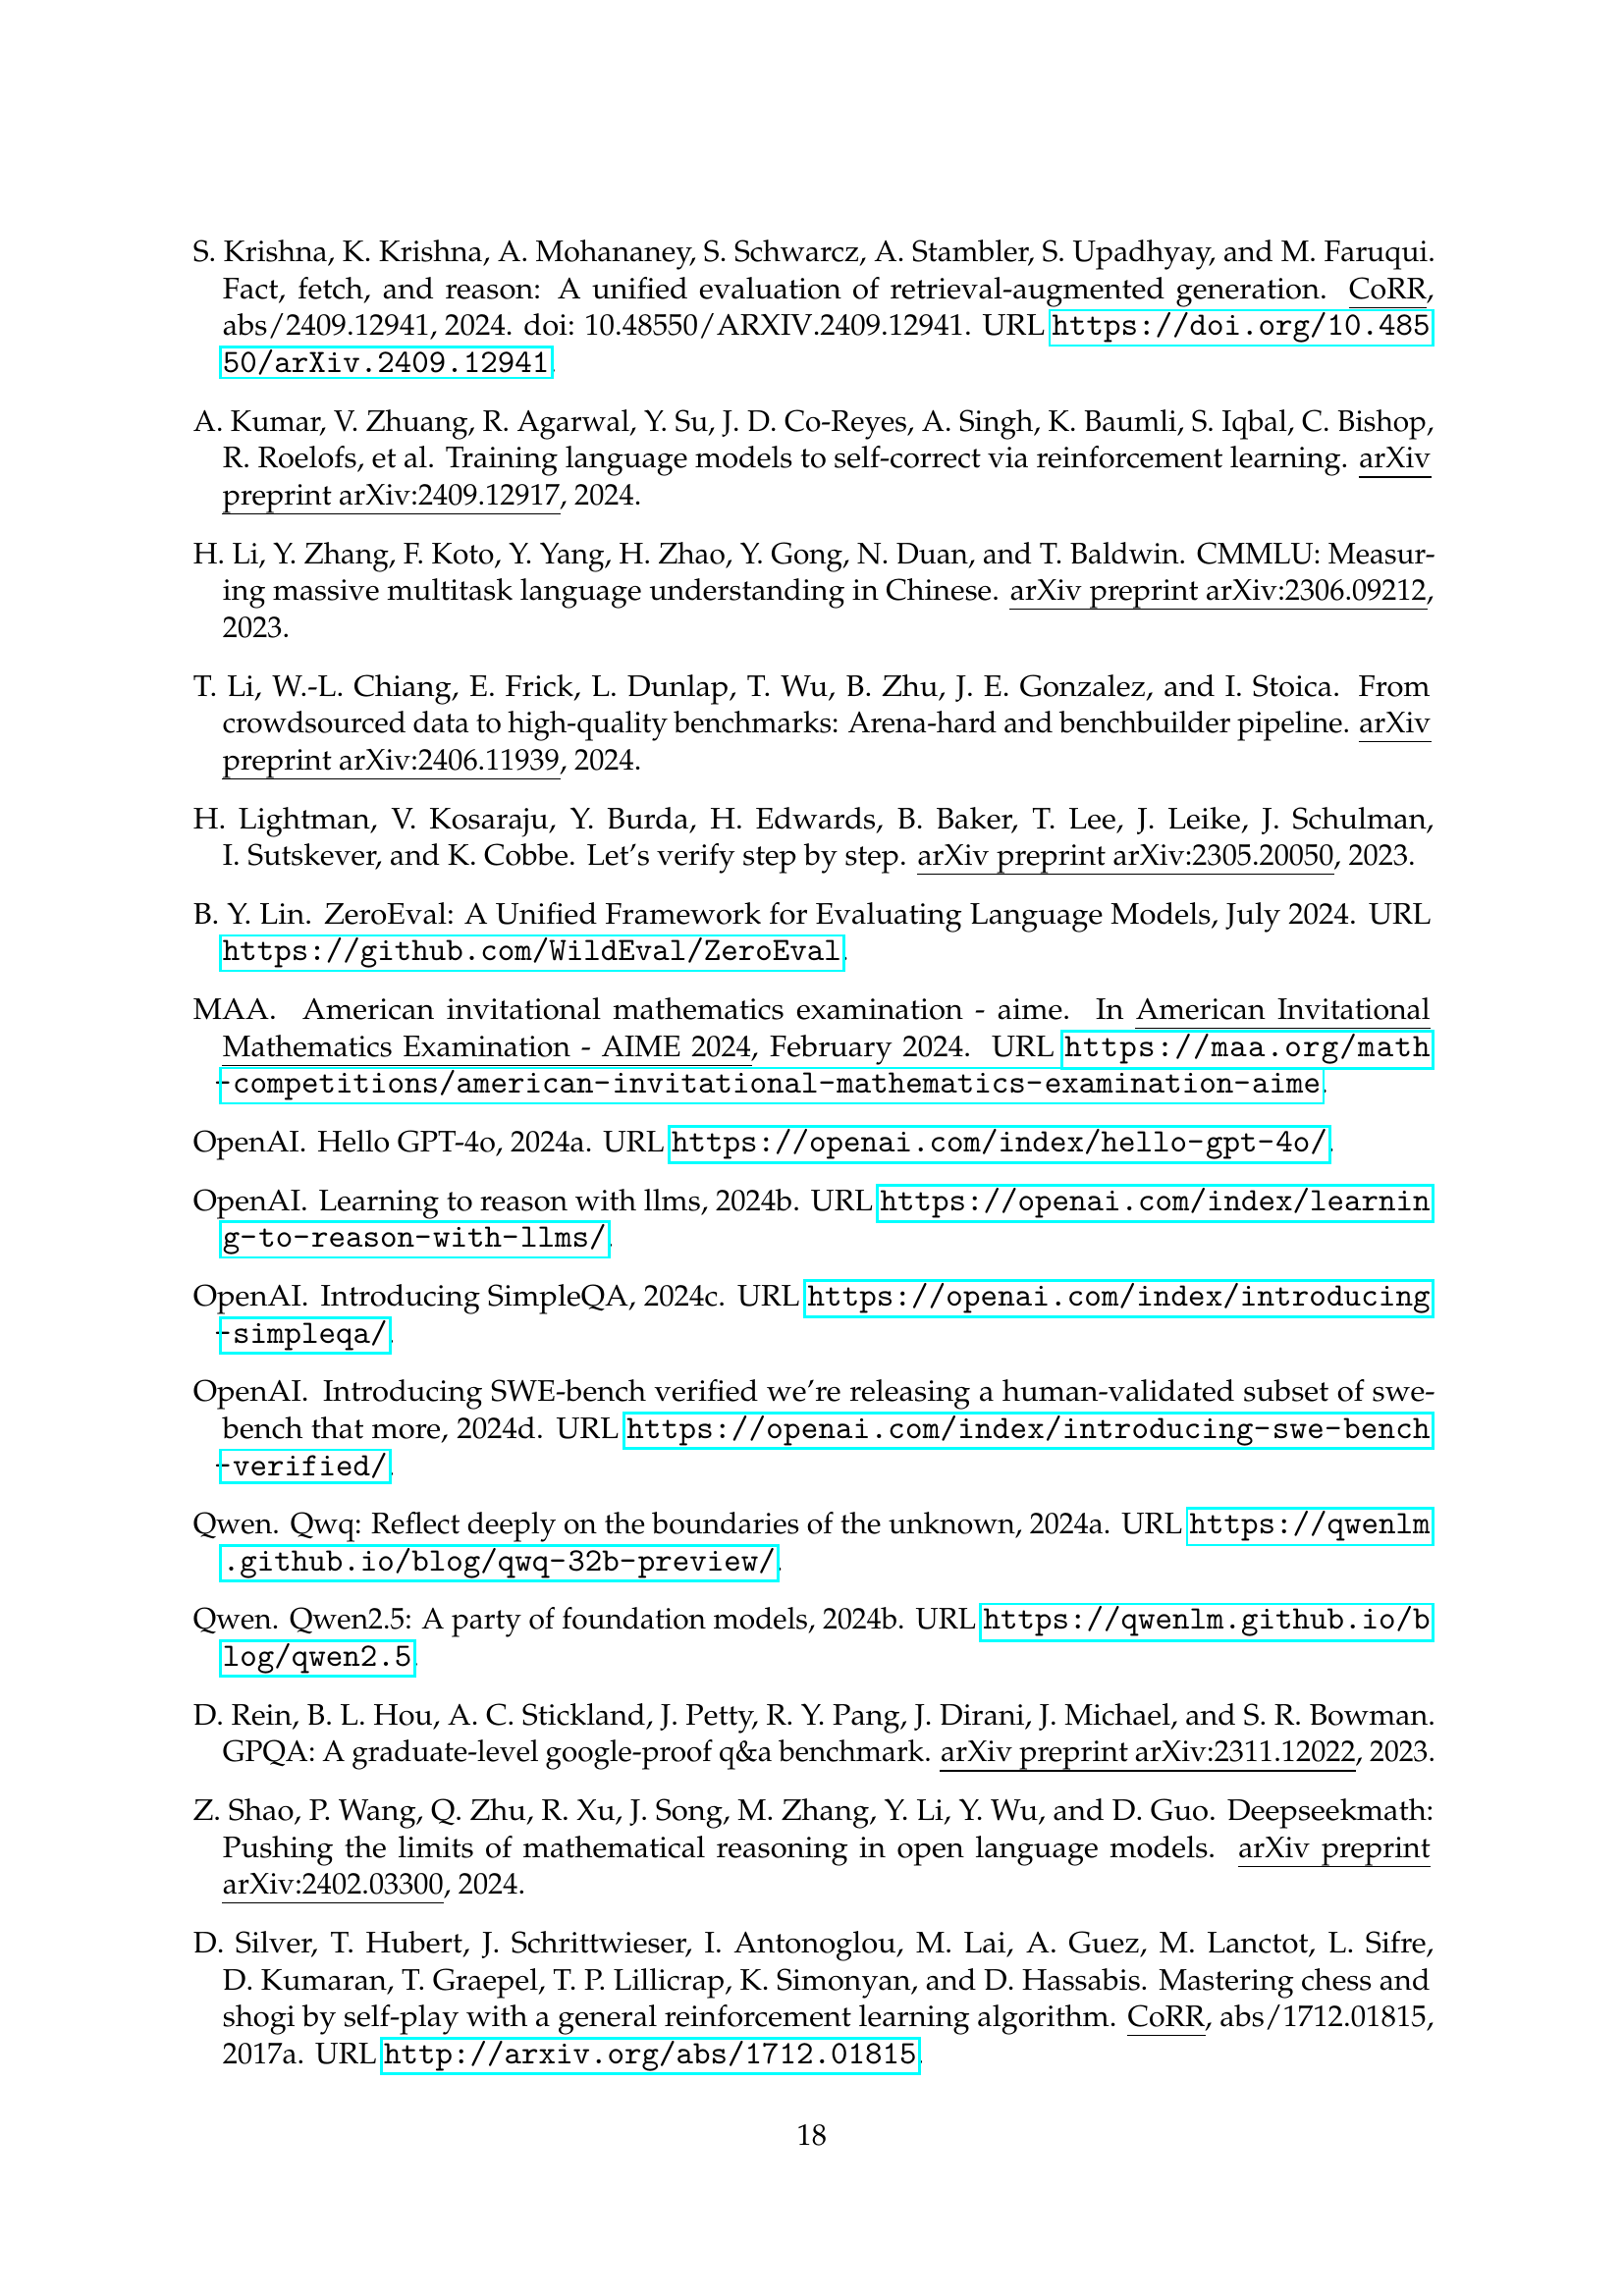 S. Krishna, K. Krishna, A. Mohananey, S. Schwarcz, A. Stambler, S. Upadhyay, and M. Faruqui.
Fact, fetch, and reason: A unified evaluation of retrieval-augmented generation. CoRR,
abs/2409.12941, 2024. doi: 10.48550/ARXIV.2409.12941. URL https://doi.org/10.485
50/arXiv.2409.12941.
A. Kumar, V. Zhuang, R. Agarwal, Y. Su, J. D. Co-Reyes, A. Singh, K. Baumli, S. Iqbal, C. Bishop,
R. Roelofs, et al. Training language models to self-correct via reinforcement learning. arXiv
preprint arXiv:2409.12917, 2024.
H. Li, Y. Zhang, F. Koto, Y. Yang, H. Zhao, Y. Gong, N. Duan, and T. Baldwin. CMMLU: Measur-
ing massive multitask language understanding in Chinese. arXiv preprint arXiv:2306.09212,
2023.
T. Li, W.-L. Chiang, E. Frick, L. Dunlap, T. Wu, B. Zhu, J. E. Gonzalez, and I. Stoica. From
crowdsourced data to high-quality benchmarks: Arena-hard and benchbuilder pipeline. arXiv
preprint arXiv:2406.11939, 2024.
H. Lightman, V. Kosaraju, Y. Burda, H. Edwards, B. Baker, T. Lee, J. Leike, J. Schulman,
I. Sutskever, and K. Cobbe. Let's verify step by step. arXiv preprint arXiv:2305.20050, 2023.
B. Y. Lin. ZeroEval: A Unified Framework for Evaluating Language Models, July 2024. URL
https://github.com/WildEval/ZeroEval.
MAA. American invitational mathematics examination - aime. In American Invitational
Mathematics Examination - AIME 2024, February 2024. URL https://maa.org/math
-competitions/american-invitational-mathematics-examination-aime.
OpenAI. Hello GPT-4o, 2024a. URL https://openai.com/index/hello-gpt-4o/.
OpenAI. Learning to reason with llms, 2024b. URL https://openai.com/index/learnin
g-to-reason-with-llms/.
OpenAI. Introducing SimpleQA, 2024c. URL https://openai.com/index/introducing
-simpleqa/.
OpenAI. Introducing SWE-bench verified we're releasing a human-validated subset of swe-
bench that more, 2024d. URL https://openai.com/index/introducing-swe-bench
-verified/.
Qwen. Qwq: Reflect deeply on the boundaries of the unknown, 2024a. URL https://qwenlm
.github.io/blog/qwq-32b-preview/.
Qwen. Qwen2.5: A party of foundation models, 2024b. URL https://qwenlm.github.io/b
log/qwen2.5.
D. Rein, B. L. Hou, A. C. Stickland, J. Petty, R. Y. Pang, J. Dirani, J. Michael, and S. R. Bowman.
GPQA: A graduate-level google-proof q&a benchmark. arXiv preprint arXiv:2311.12022, 2023.
Z. Shao, P. Wang, Q. Zhu, R. Xu, J. Song, M. Zhang, Y. Li, Y. Wu, and D. Guo. Deepseekmath:
Pushing the limits of mathematical reasoning in open language models. arXiv preprint
arXiv:2402.03300, 2024.
D. Silver, T. Hubert, J. Schrittwieser, I. Antonoglou, M. Lai, A. Guez, M. Lanctot, L. Sifre,
D. Kumaran, T. Graepel, T. P. Lillicrap, K. Simonyan, and D. Hassabis. Mastering chess and
shogi by self-play with a general reinforcement learning algorithm. CoRR, abs/1712.01815,
2017a. URL http://arxiv.org/abs/1712.01815.
18